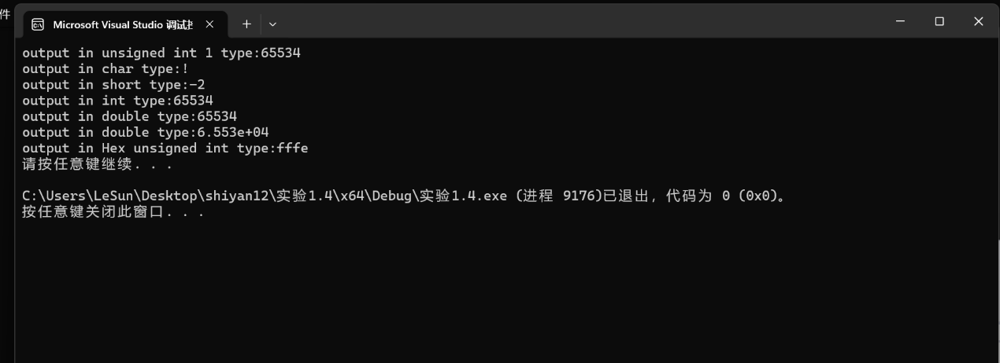 件
Microsoft Visual Studio 调试
output in unsigned int 1 type:65534
output in char type:!
output in short type:-2
output in int type:65534
output in double type:65534
output in double type:6.553e+04
output in Hex unsigned int type:fffe
请按任意键继续. . .
C:\Users\LeSun\Desktop\shiyan12\实验1.4\x64\Debug\实验1.4.exe (进程 9176)已退出，代码为 0 (0x0)。
按任意键关闭此窗口. . .